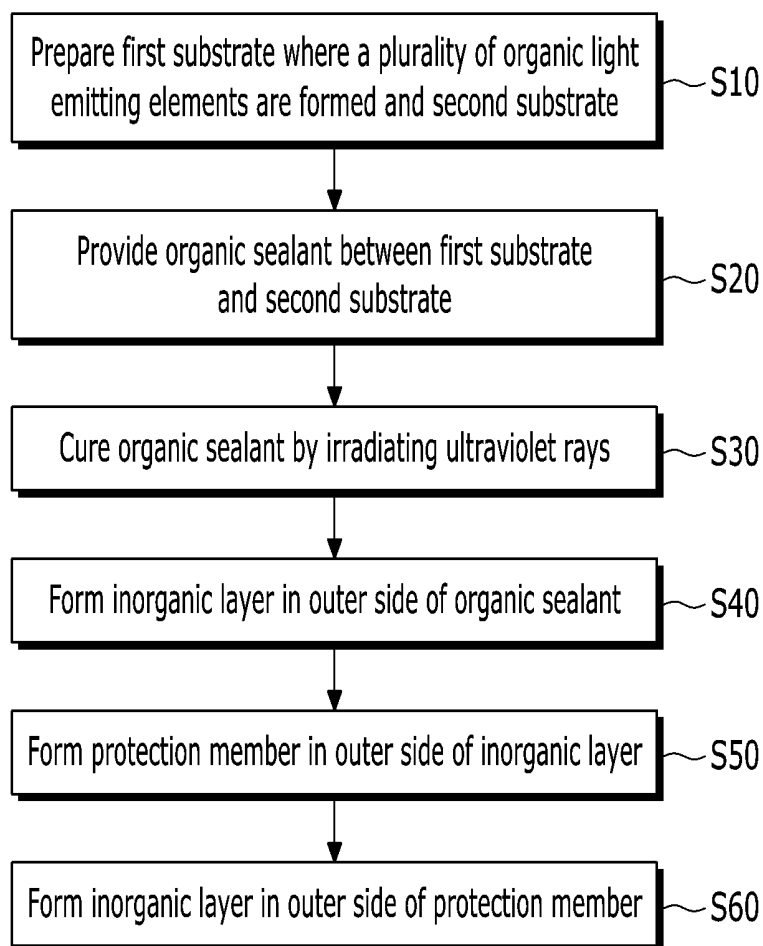 Prepare first substrate where a plurality of organic light
emitting elements are formed and second substrate
S10
Provide organic sealant between first substrate
and second substrate
S20
Cure organic sealant by irradiating ultraviolet rays
S30
Form inorganic layer in outer side of organic sealant
S40
Form protection member in outer side of inorganic layer
S50
Form inorganic layer in outer side of protection member
S60